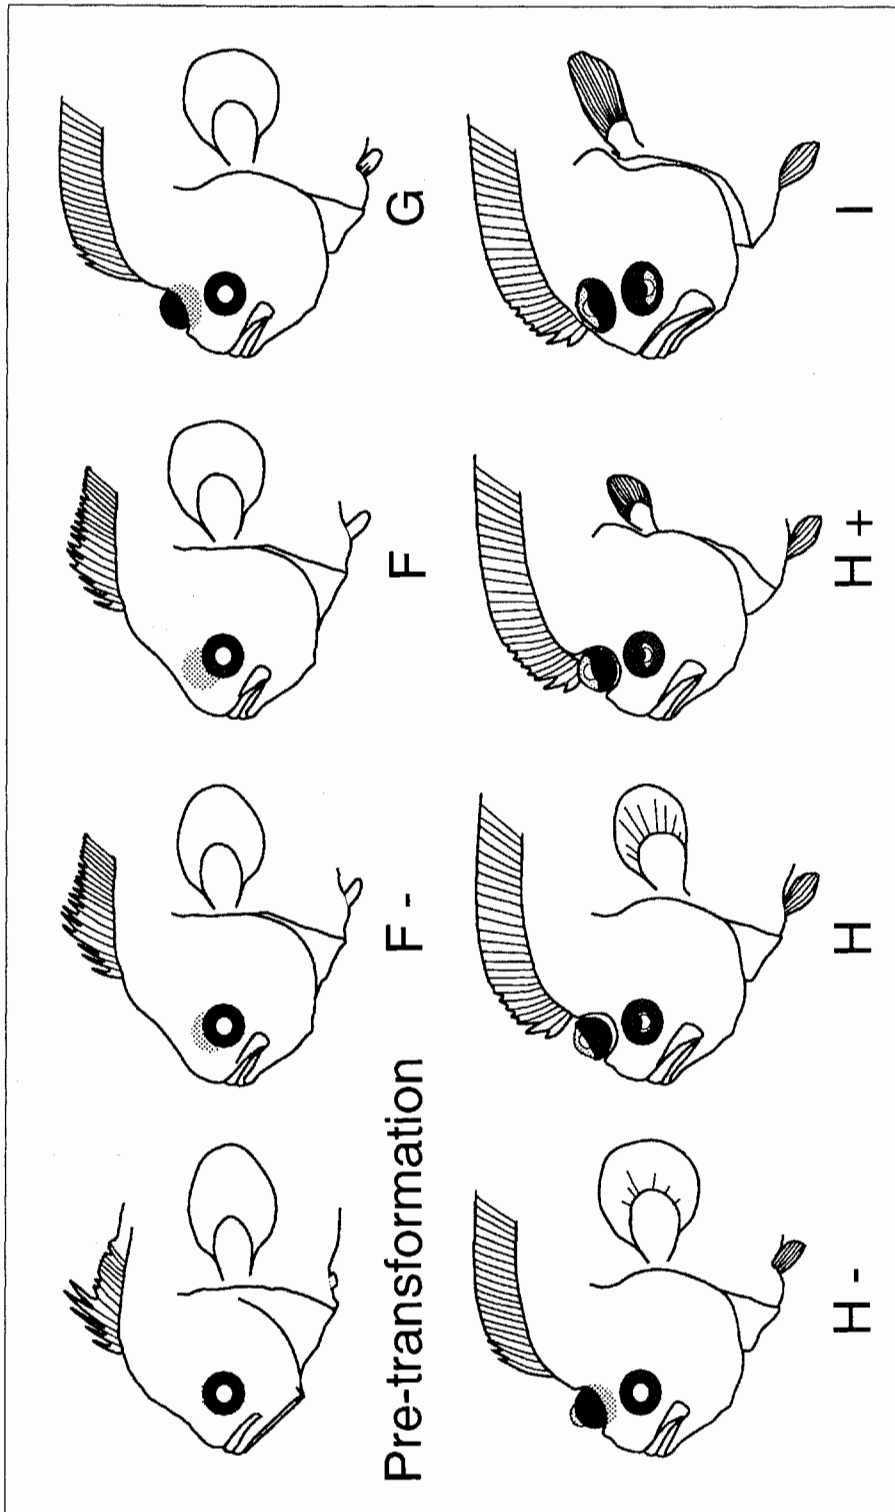 Pre-transformation
F -
F
G
H -
H
H +
I